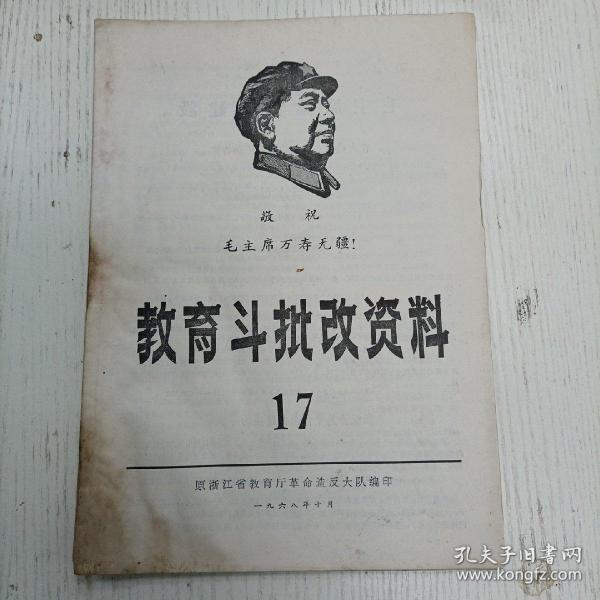 敬 祝
毛主席万寿无疆!
教育斗批改资料
17
原浙江省教育厅革命造反大队编印
一九六八年十月
孔夫子旧书网
www.kongfz.com